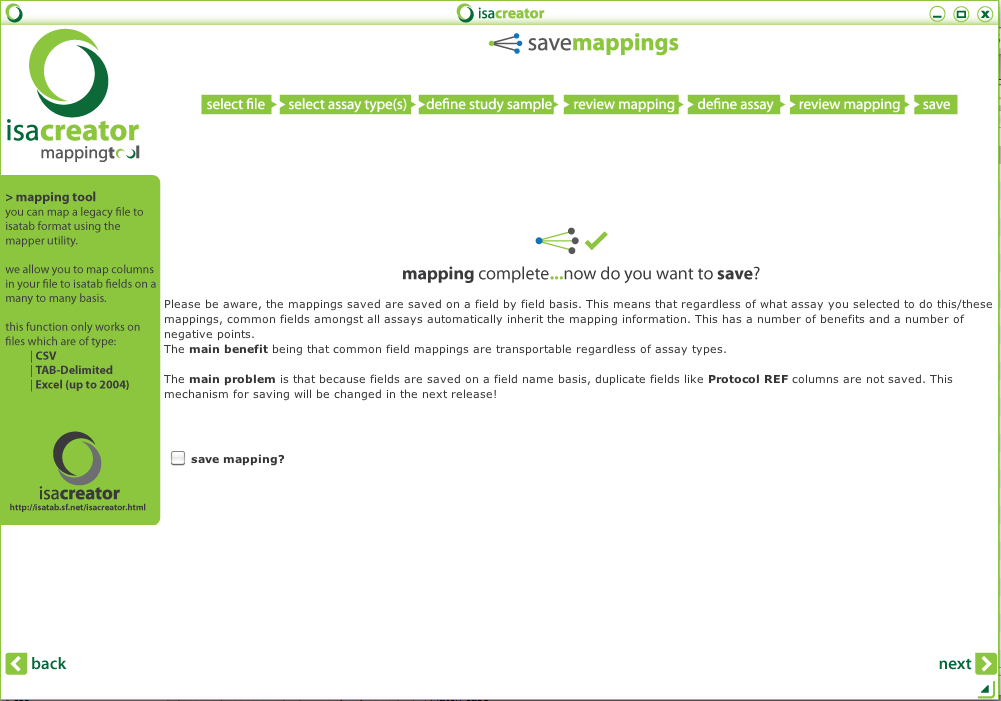 isacreator
savemappings
isacreator
mappingtool
select file
select assay type(s)
define study sample
review mapping
define assay
review mapping
save
> mapping tool
you can map a legacy file to
isatab format using the
mapper utility.
we allow you to map columns
in your file to isatab fields on a
many to many basis.
this function only works on
files which are of type:
| CSV
| TAB-Delimited
| Excel (up to 2004)
isacreator
http://isatab.sf.net/isacreator.html
mapping complete...now do you want to save?
Please be aware, the mappings saved are saved on a field by field basis. This means that regardless of what assay you selected to do this/these
mappings, common fields amongst all assays automatically inherit the mapping information. This has a number of benefits and a number of
negative points.
The main benefit being that common field mappings are transportable regardless of assay types.
The main problem is that because fields are saved on a field name basis, duplicate fields like Protocol REF columns are not saved. This
mechanism for saving will be changed in the next release!
save mapping?
back
next